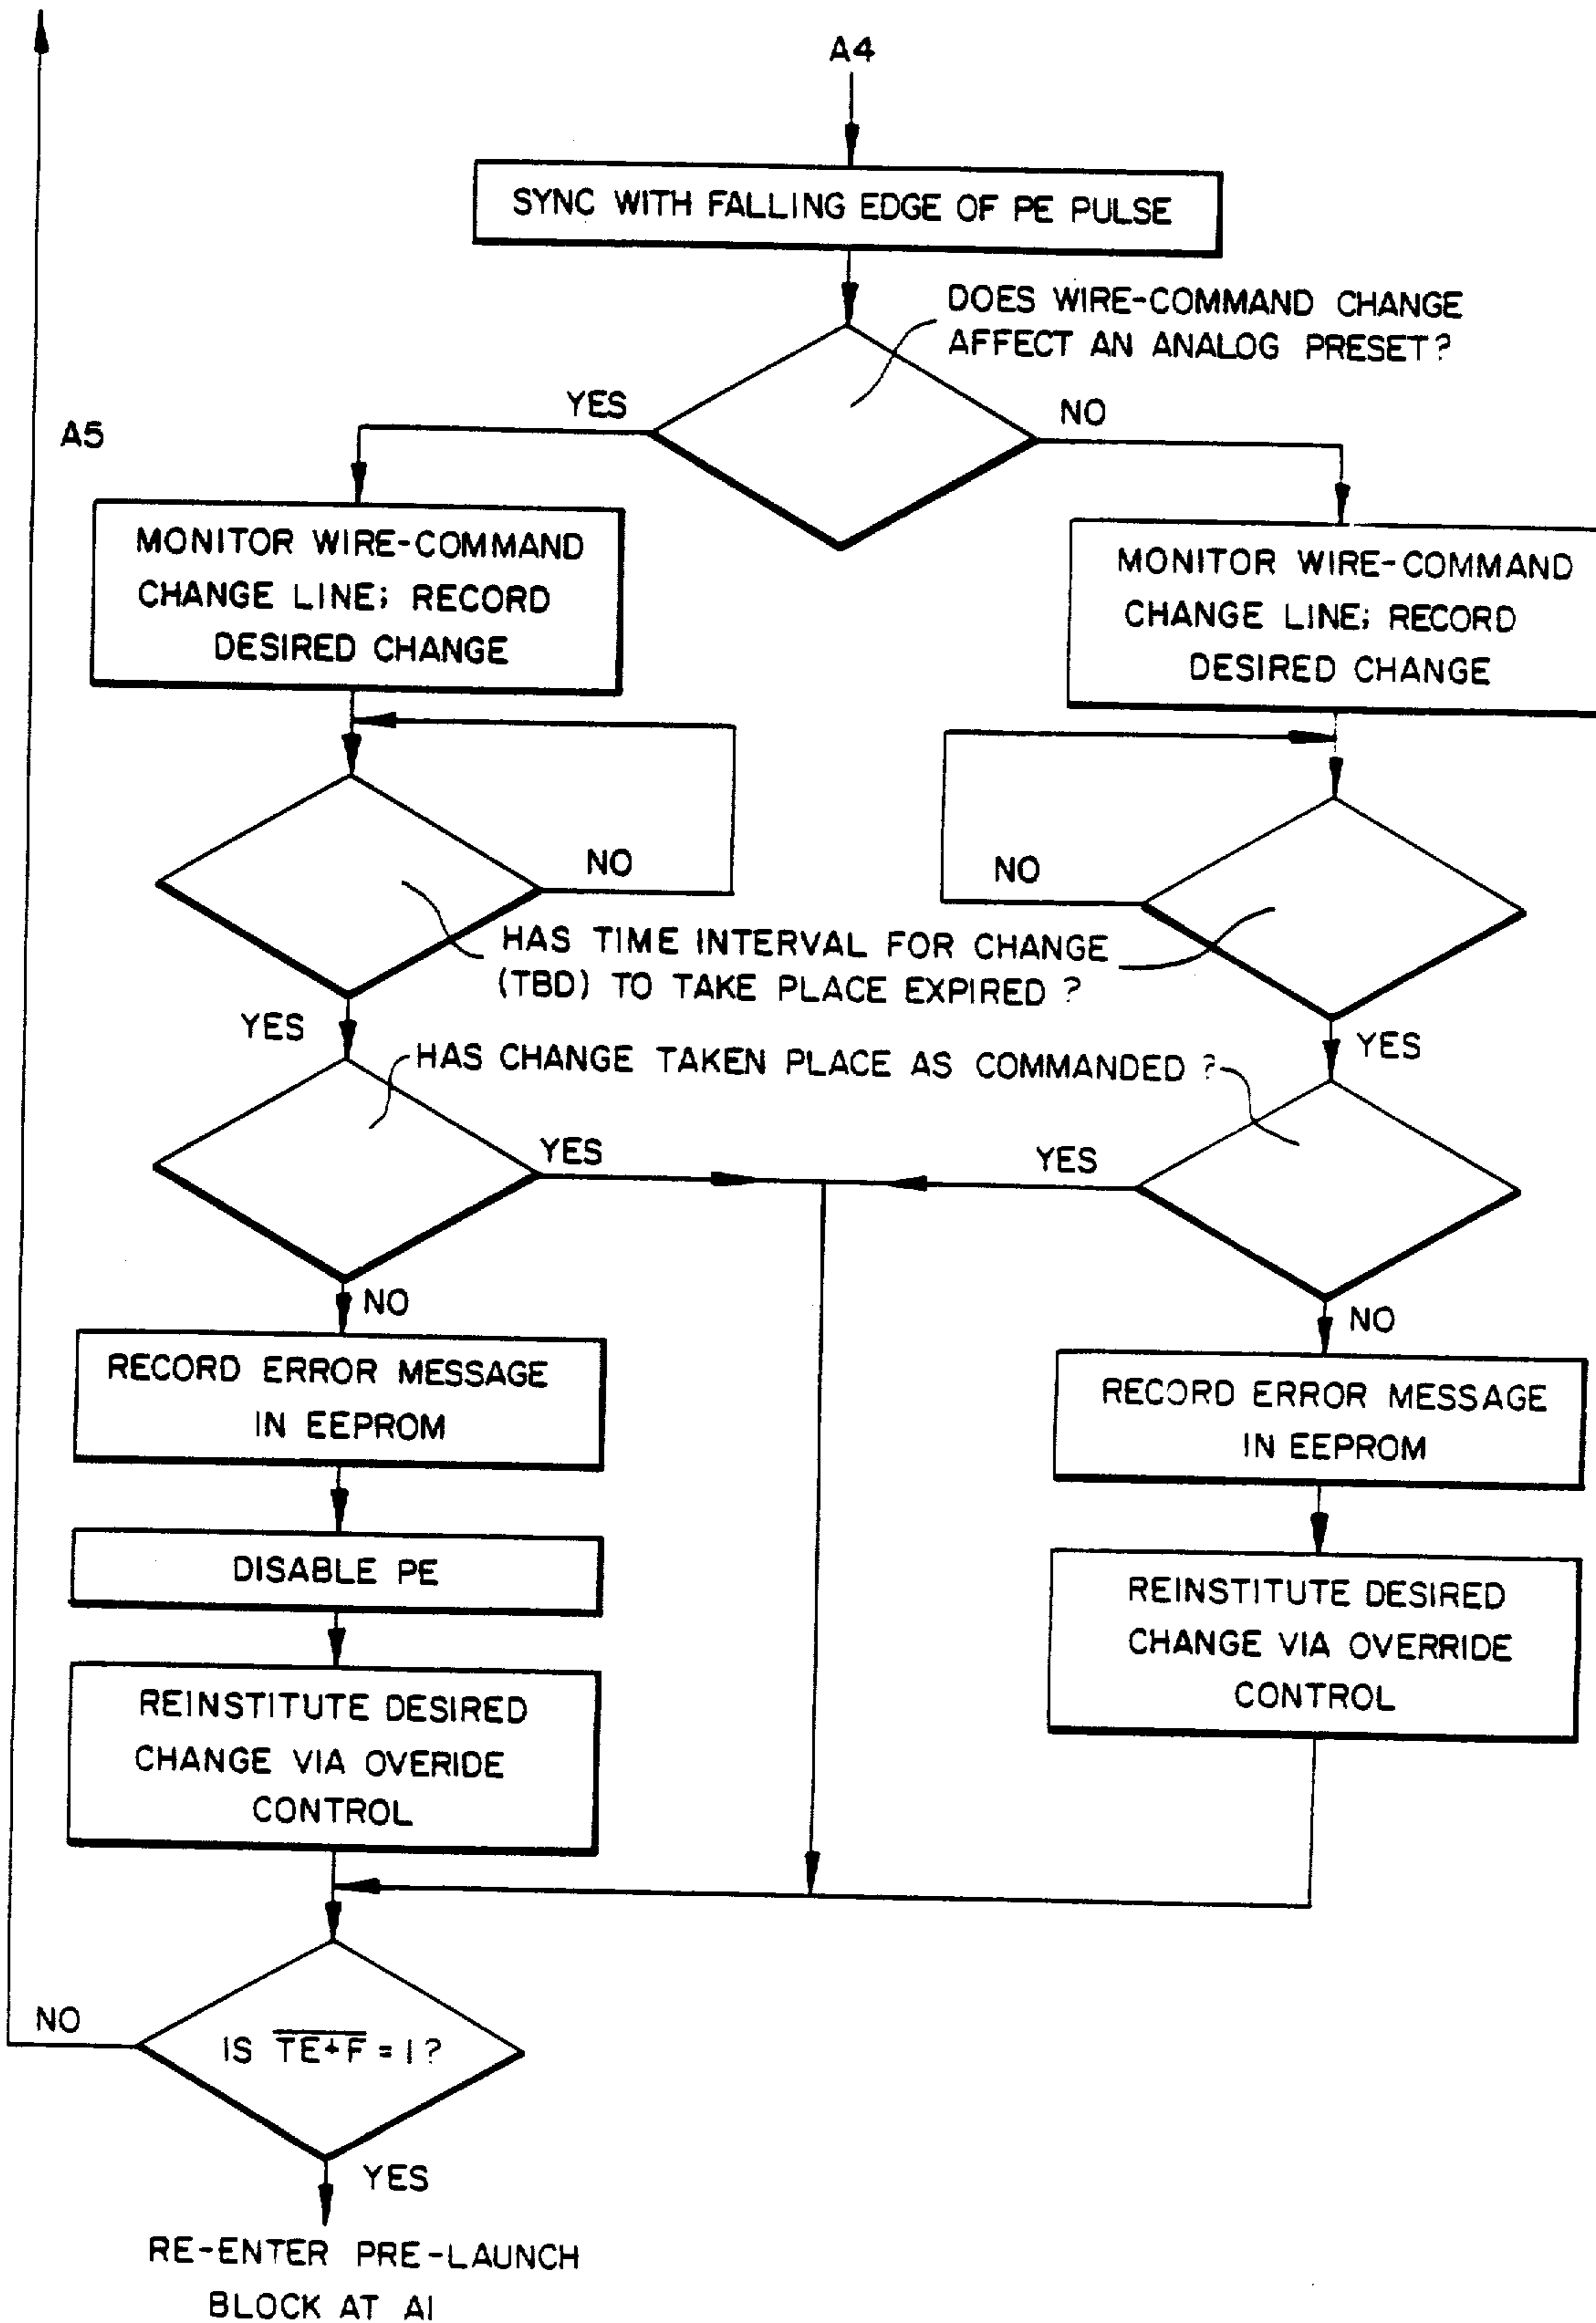 A4
SYNC WITH FALLING EDGE OF PE PULSE
DOES WIRE-COMMAND CHANGE
AFFECT AN ANALOG PRESET?
YES
NO
A5
MONITOR WIRE-COMMAND
CHANGE LINE; RECORD
DESIRED CHANGE
MONITOR WIRE-COMMAND
CHANGE LINE; RECORD
DESIRED CHANGE
NO
NO
HAS TIME INTERVAL FOR CHANGE
(TBD) TO TAKE PLACE EXPIRED ?
YES
YES
HAS CHANGE TAKEN PLACE AS COMMANDED ?
YES
YES
NO
NO
RECORD ERROR MESSAGE
IN EEPROM
RECORD ERROR MESSAGE
IN EEPROM
DISABLE PE
REINSTITUTE DESIRED
CHANGE VIA OVERRIDE
CONTROL
REINSTITUTE DESIRED
CHANGE VIA OVERIDE
CONTROL
NO
IS T̅E̅+̅F̅ = 1 ?
YES
RE-ENTER PRE-LAUNCH
BLOCK AT A1